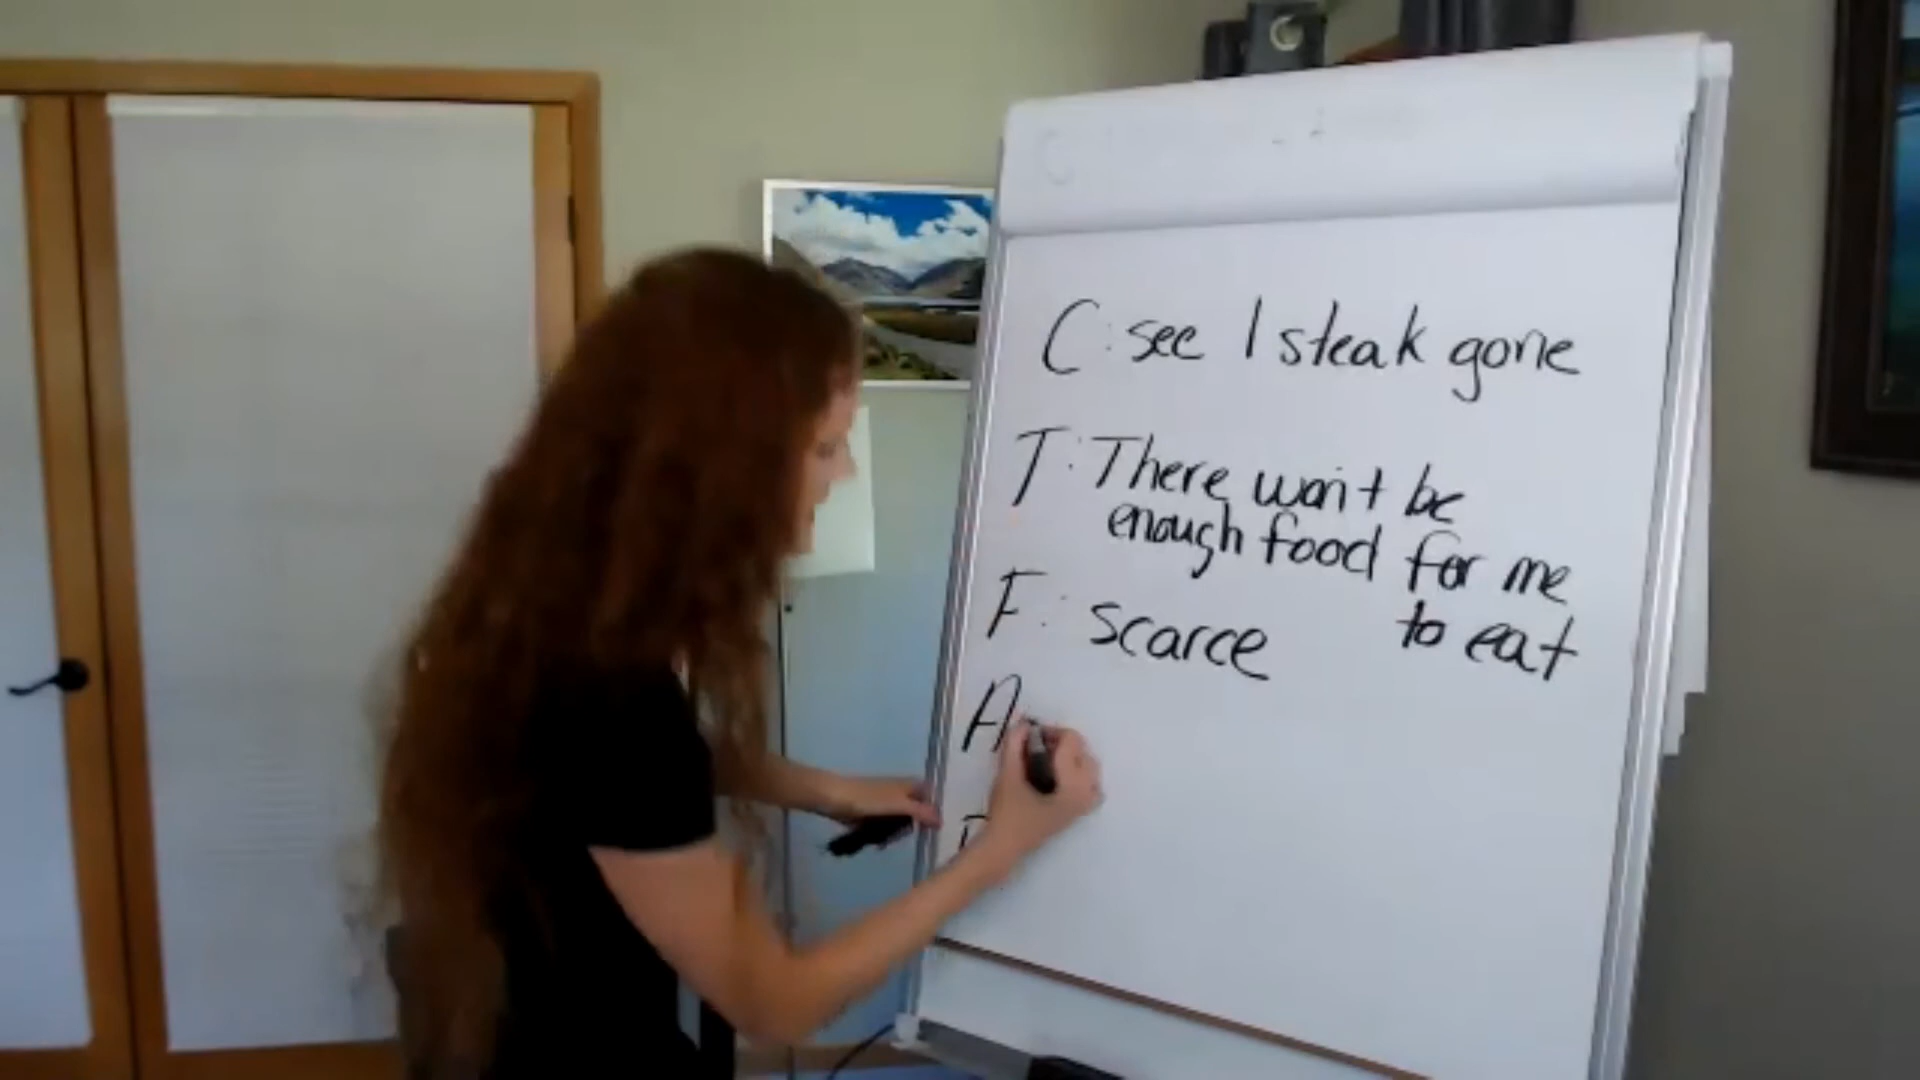 C: see 1 steak gone
T: There won't be
enough food for me
to eat
F: scarce
A